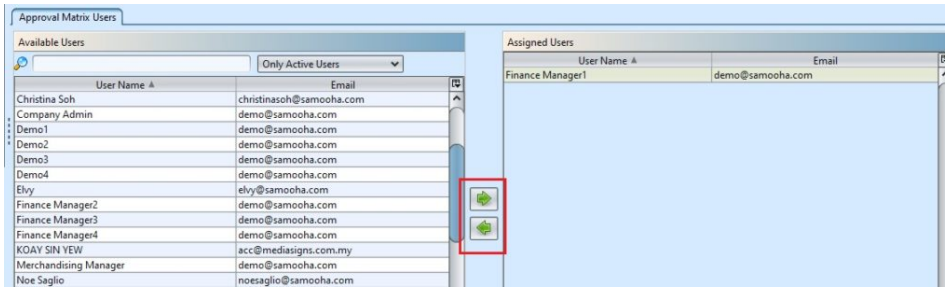 Approval Matrix Users
Available Users
Only Active Users
User Name Email
Christina Soh christinasoh@samooha.com
Company Admin demo@samooha.com
Demo1 demo@samooha.com
Demo2 demo@samooha.com
Demo3 demo@samooha.com
Demo4 demo@samooha.com
Elvy elvy@samooha.com
Finance Manager2 demo@samooha.com
Finance Manager3 demo@samooha.com
Finance Manager4 demo@samooha.com
KOAY SIN YEW acc@mediasigns.com.my
Merchandising Manager demo@samooha.com
Noe Saglio noesaglio@samooha.com
Assigned Users
User Name Email
Finance Manager1 demo@samooha.com